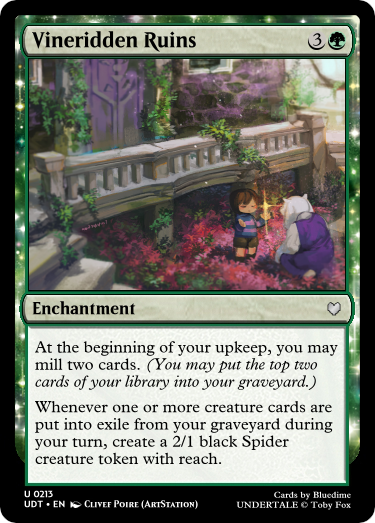 Vineridden Ruins 3
Enchantment
At the beginning of your upkeep, you may
mill two cards. (You may put the top two
cards of your library into your graveyard.)
Whenever one or more creature cards are
put into exile from your graveyard during
your turn, create a 2/1 black Spider
creature token with reach.
U 0213
UDT • EN Clivef Poire (ArtStation)
Cards by Bluedime
UNDERTALE © Toby Fox